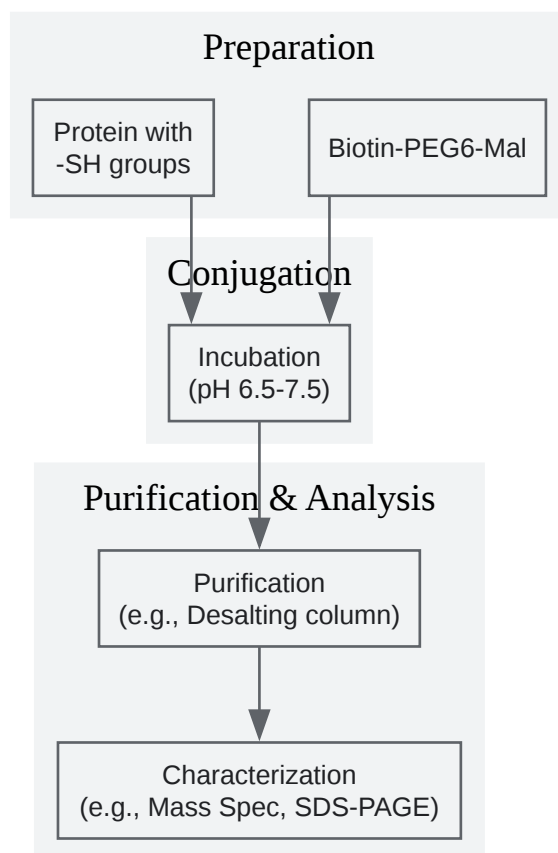 Preparation
Protein with
-SH groups
Biotin-PEG6-Mal
Conjugation
Incubation
(pH 6.5-7.5)
Purification & Analysis
Purification
(e.g., Desalting column)
Characterization
(e.g., Mass Spec, SDS-PAGE)